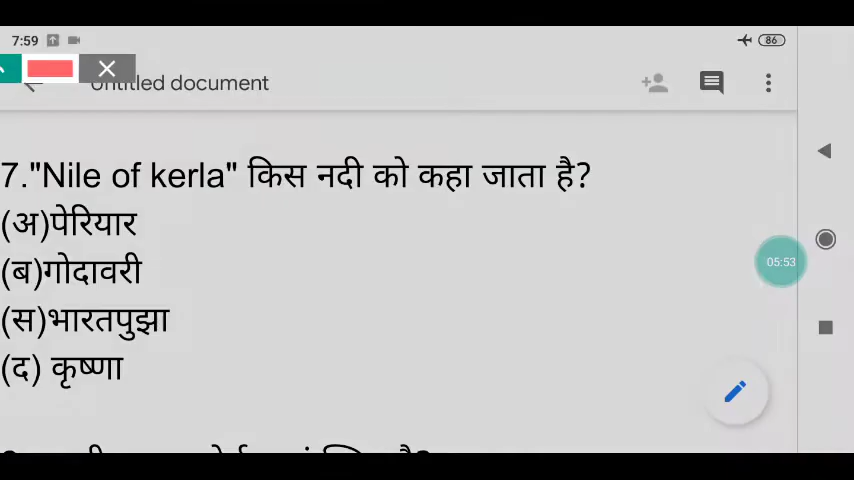 7:59
86
Untitled document
7."Nile of kerla" किस नदी को कहा जाता है?
(अ)पेरियार
(ब)गोदावरी
(स)भारतपुझा
(द) कृष्णा
05:53